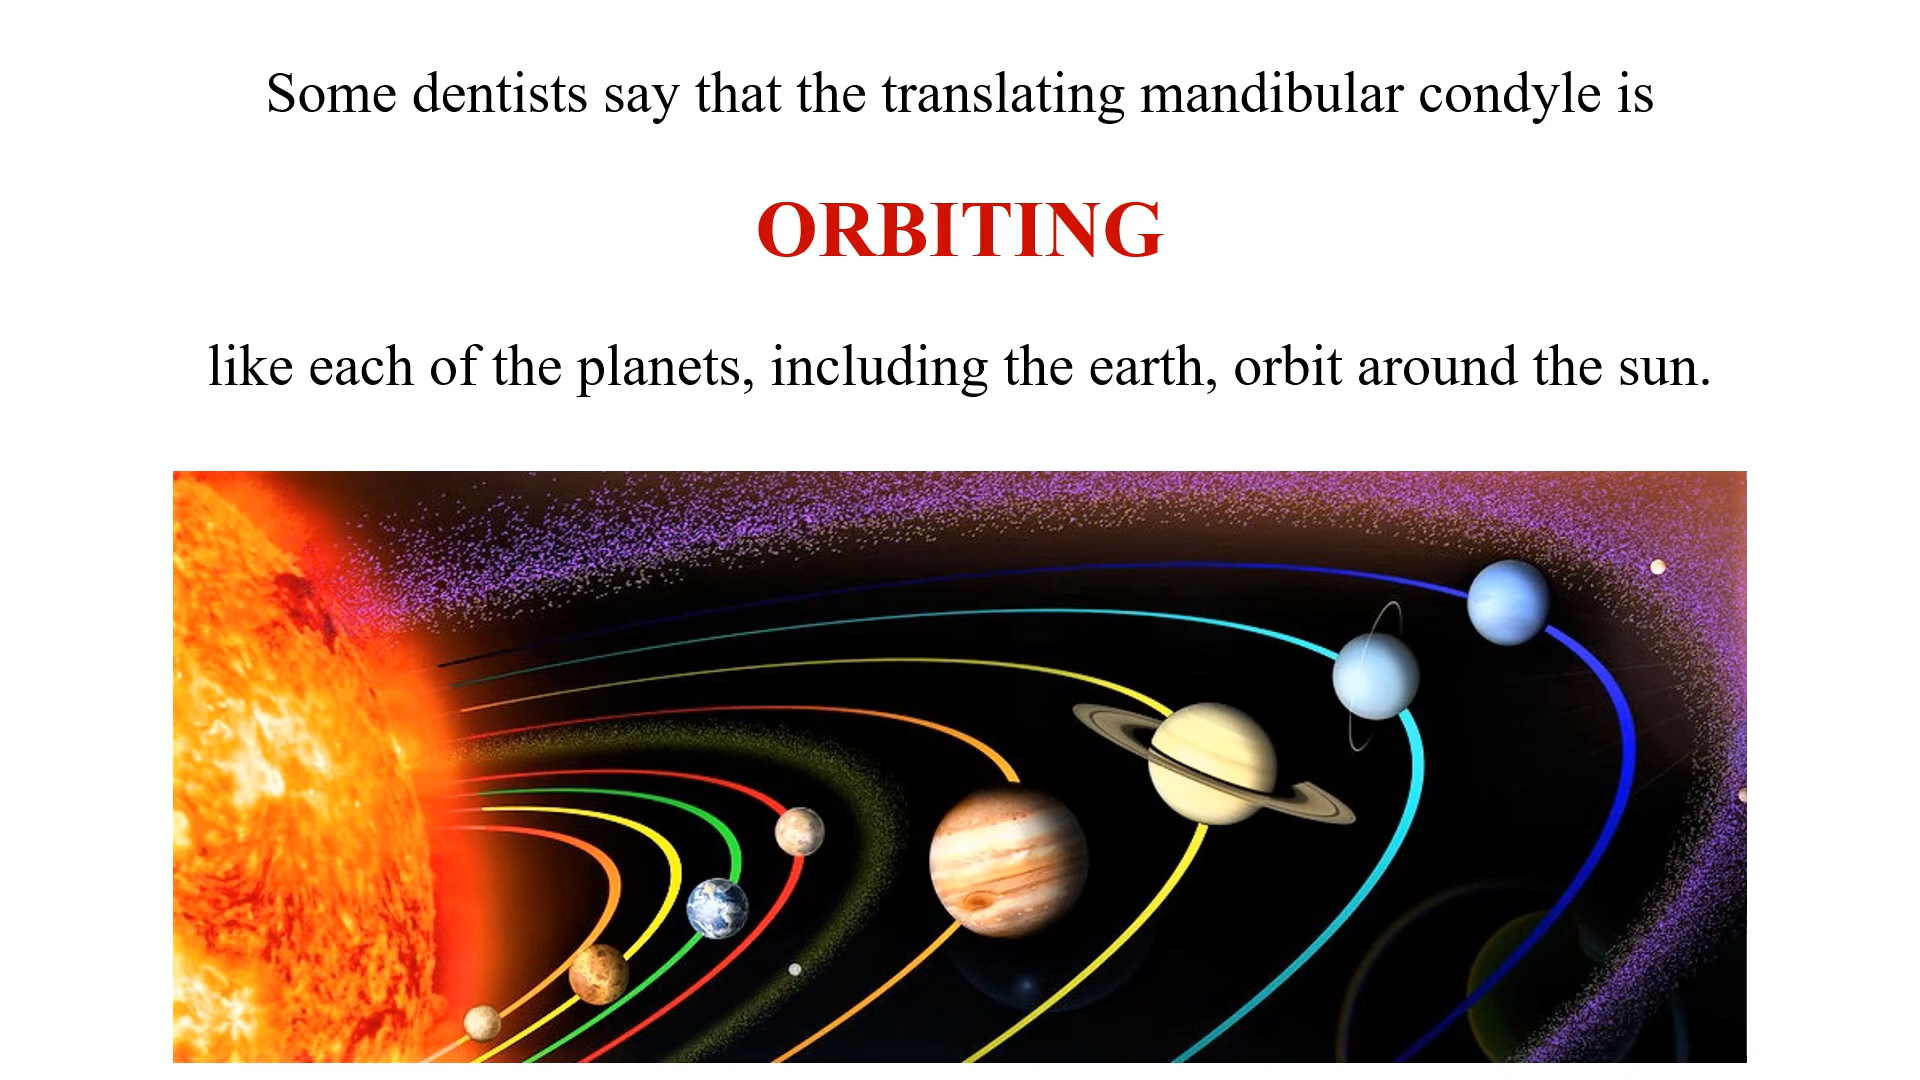 Some dentists say that the translating mandibular condyle is
ORBITING
like each of the planets, including the earth, orbit around the sun.